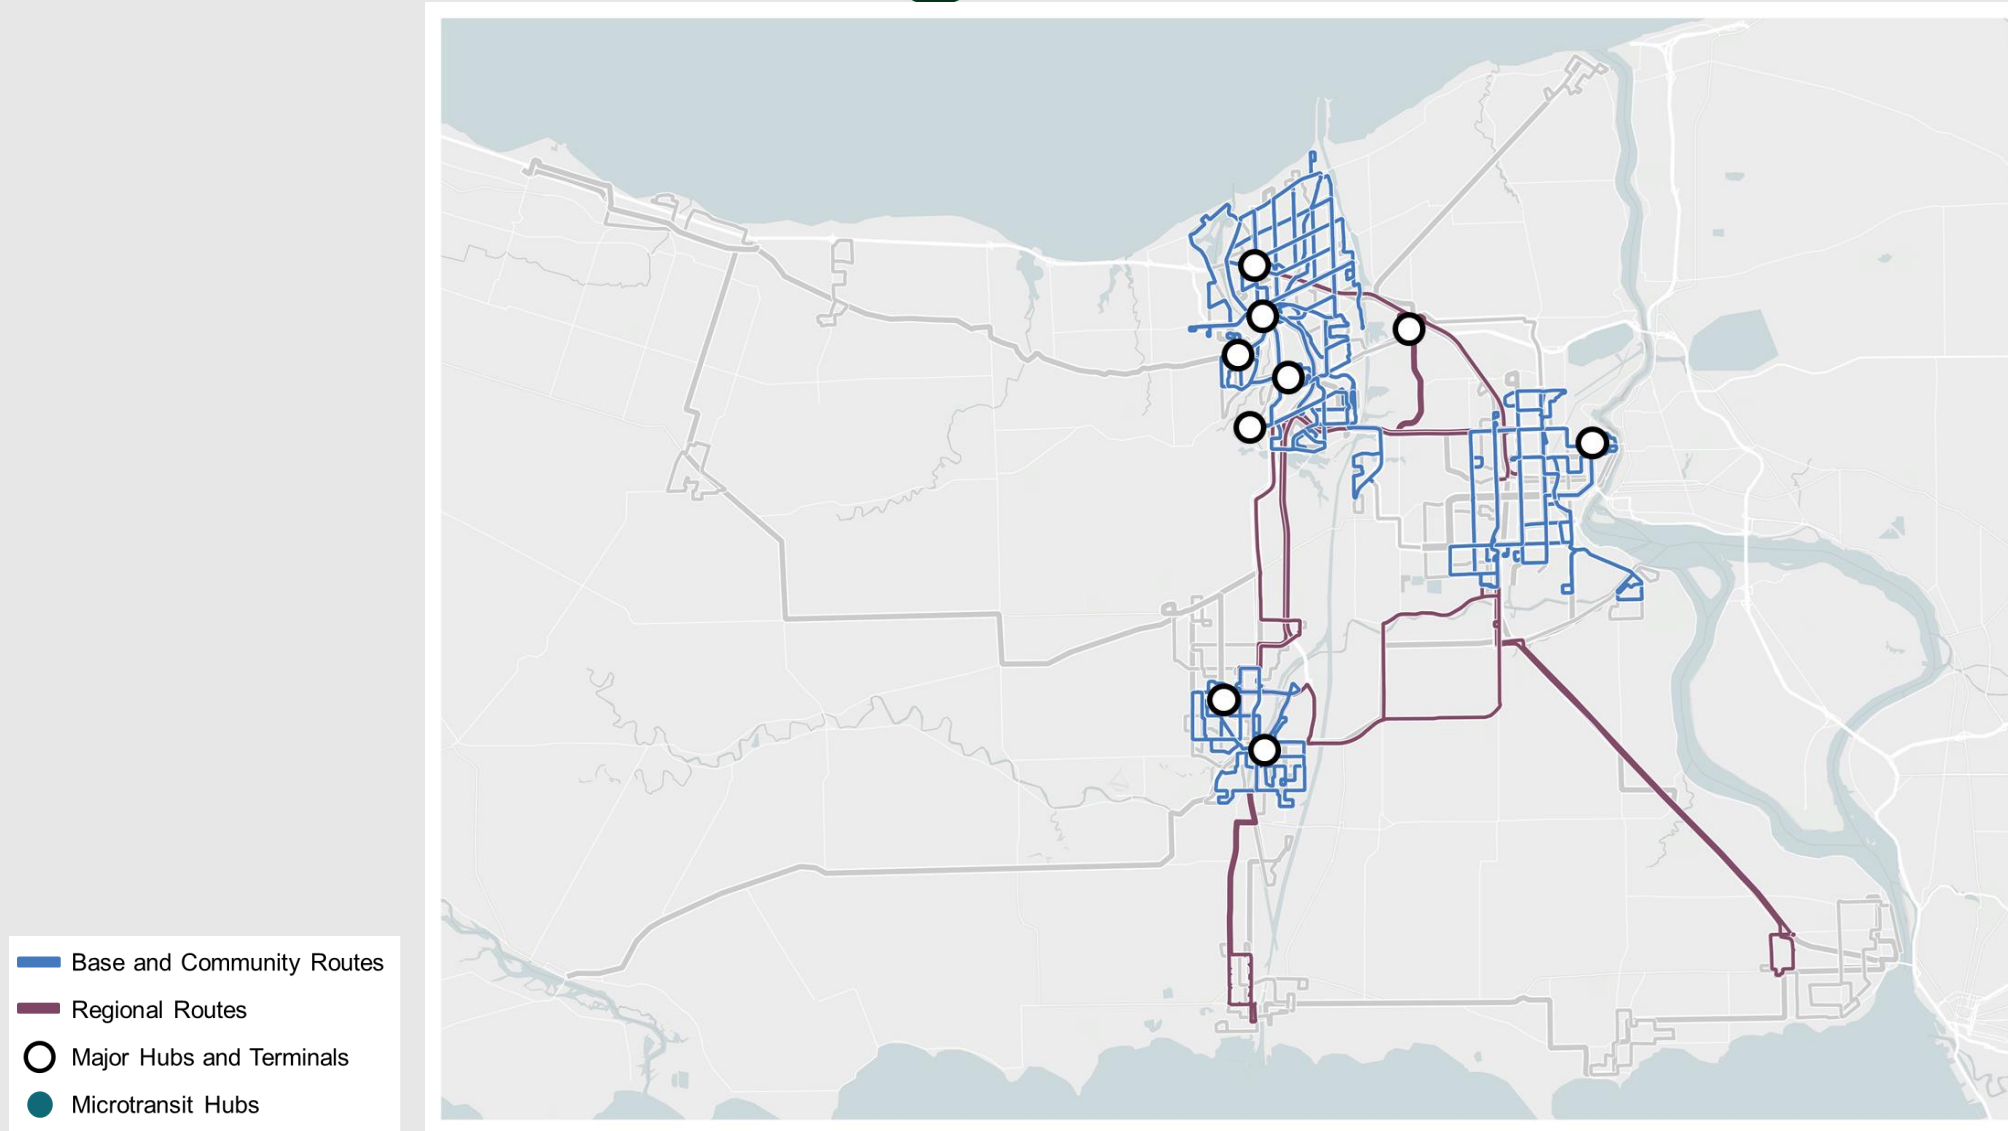 Base and Community Routes
Regional Routes
Major Hubs and Terminals
Microtransit Hubs